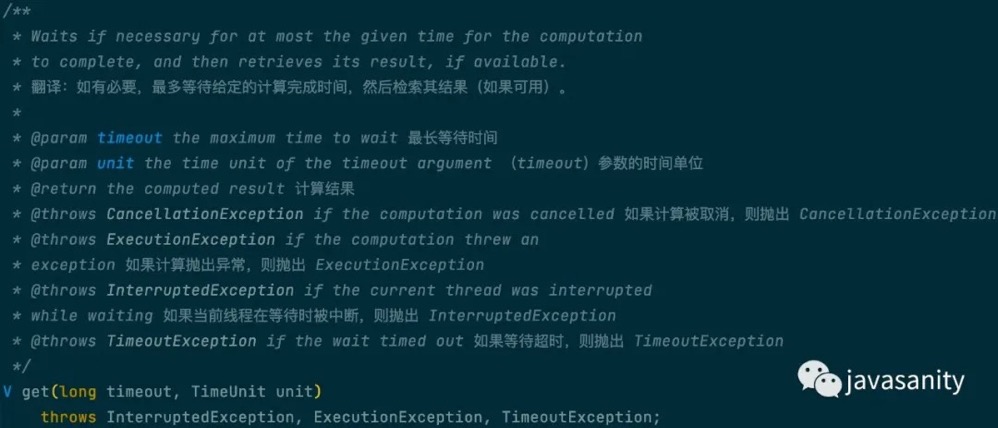 /**
 * Waits if necessary for at most the given time for the computation
 * to complete, and then retrieves its result, if available.
 * 翻译：如有必要，最多等待给定的计算完成时间，然后检索其结果（如果可用）。
 *
 * @param timeout the maximum time to wait 最长等待时间
 * @param unit the time unit of the timeout argument （timeout）参数的时间单位
 * @return the computed result 计算结果
 * @throws CancellationException if the computation was cancelled 如果计算被取消，则抛出 CancellationException
 * @throws ExecutionException if the computation threw an
 * exception 如果计算抛出异常，则抛出 ExecutionException
 * @throws InterruptedException if the current thread was interrupted
 * while waiting 如果当前线程在等待时被中断，则抛出 InterruptedException
 * @throws TimeoutException if the wait timed out 如果等待超时，则抛出 TimeoutException
 */
V get(long timeout, TimeUnit unit)
    throws InterruptedException, ExecutionException, TimeoutException;
javasanity